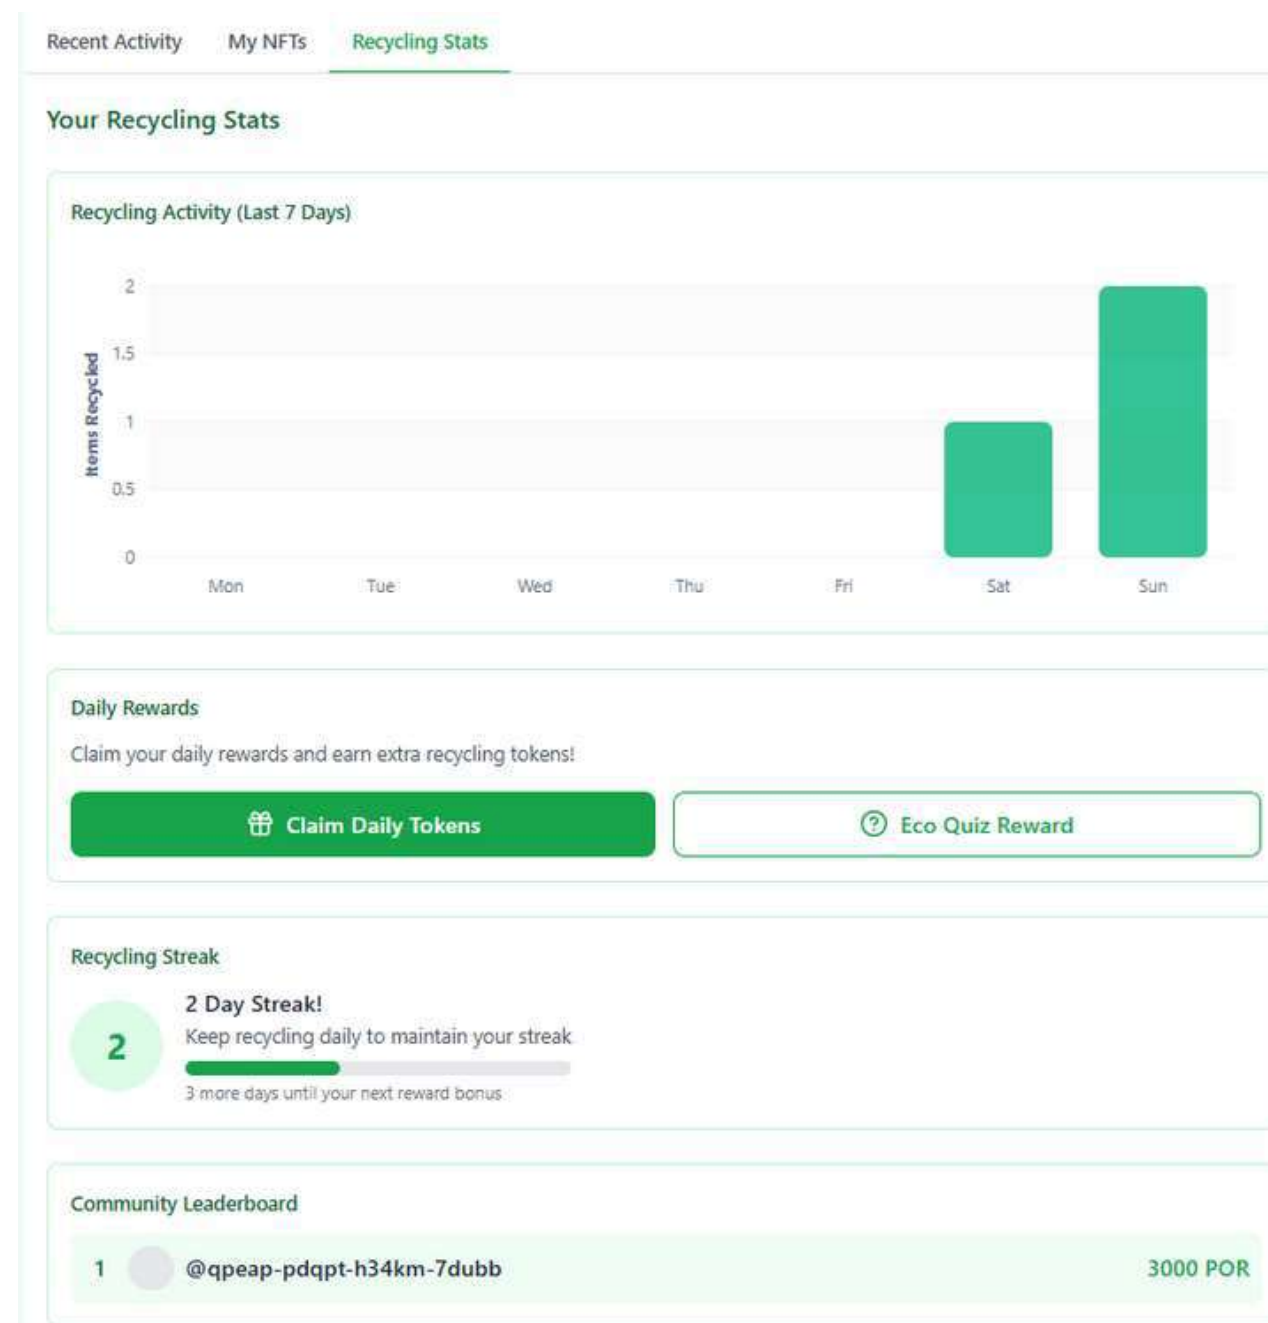 Recent Activity My NFTs Recycling Stats
Your Recycling Stats
Recycling Activity (Last 7 Days)
Items Recycled
2
1.5
1
0.5
0
Mon Tue Wed Thu Fri Sat Sun
Daily Rewards
Claim your daily rewards and earn extra recycling tokens!
Claim Daily Tokens Eco Quiz Reward
Recycling Streak
2 2 Day Streak!
Keep recycling daily to maintain your streak
3 more days until your next reward bonus
Community Leaderboard
1 @qpeap-pdqpt-h34km-7dubb 3000 POR